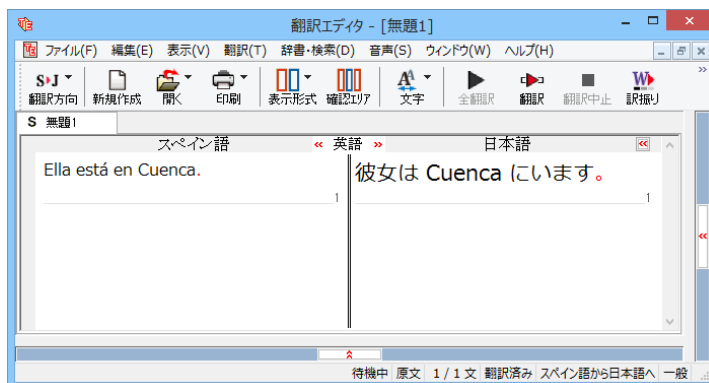 翻訳エディタ - [無題1]
ファイル(F) 編集(E) 表示(V) 翻訳(T) 辞書・検索(D) 音声(S) ウィンドウ(W) ヘルプ(H)
S J
翻訳方向 新規作成 開く 印刷 表示形式 確認エリア 文字 全翻訳 翻訳 翻訳中止 訳振り
S 無題1
スペイン語 « 英語 » 日本語 «
Ella está en Cuenca. 彼女は Cuenca にいます。
1 1
待機中 原文 1 / 1 文 翻訳済み スペイン語から日本語へ 一般